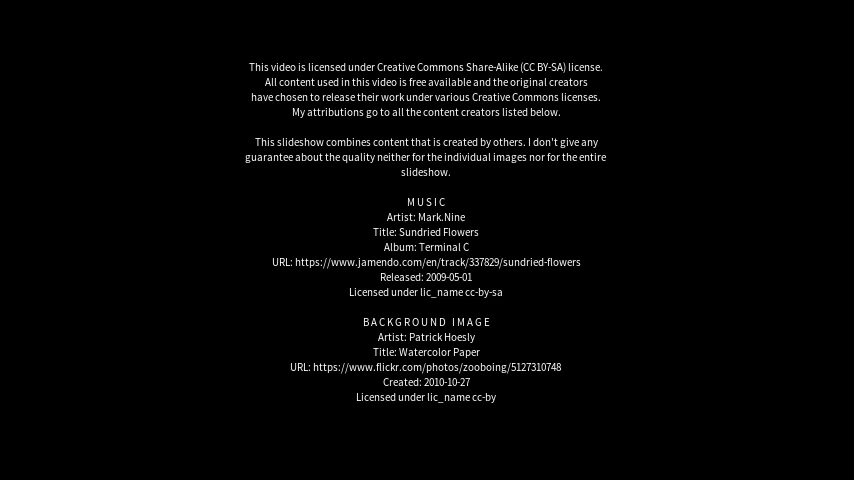 This video is licensed under Creative Commons Share-Alike (CC BY-SA) license.
All content used in this video is free available and the original creators
have chosen to release their work under various Creative Commons licenses.
My attributions go to all the content creators listed below.
This slideshow combines content that is created by others. I don't give any
guarantee about the quality neither for the individual images nor for the entire
slideshow.
MUSIC
Artist: Mark.Nine
Title: Sundried Flowers
Album: Terminal C
URL: https://www.jamendo.com/en/track/337829/sundried-flowers
Released: 2009-05-01
Licensed under lic_name cc-by-sa
BACKGROUND IMAGE
Artist: Patrick Hoesly
Title: Watercolor Paper
URL: https://www.flickr.com/photos/zooboing/5127310748
Created: 2010-10-27
Licensed under lic_name cc-by